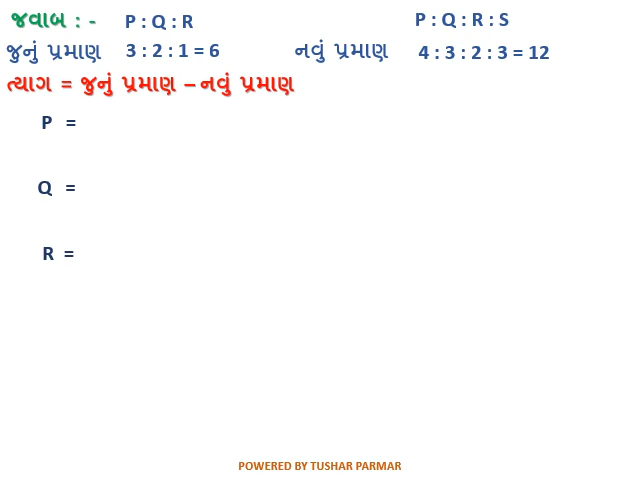 જવાબ : - P : Q : R P : Q : R : S
જુનું પ્રમાણ 3 : 2 : 1 = 6 નવું પ્રમાણ 4 : 3 : 2 : 3 = 12
ત્યાગ = જુનું પ્રમાણ – નવું પ્રમાણ
P =
Q =
R =
POWERED BY TUSHAR PARMAR